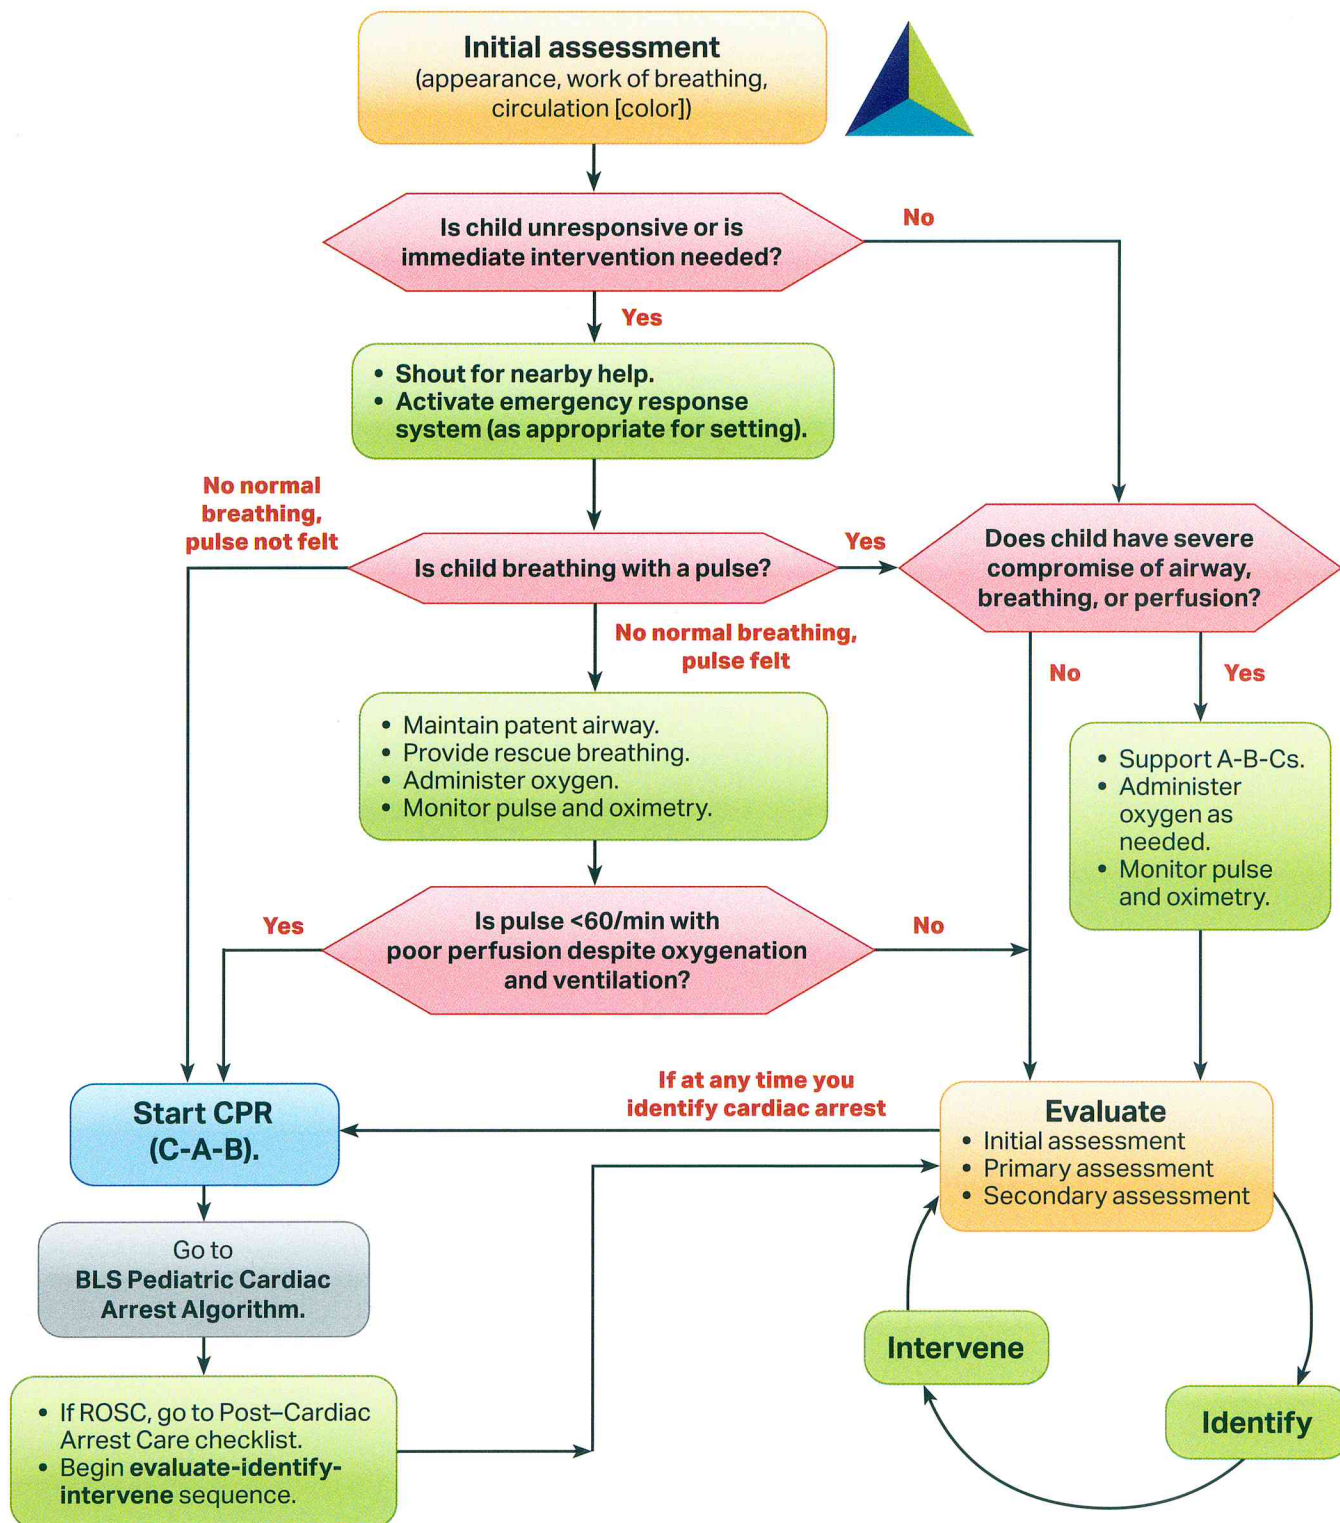 Initial assessment
(appearance, work of breathing,
circulation [color])
Is child unresponsive or is
immediate intervention needed?
No
Yes
• Shout for nearby help.
• Activate emergency response
system (as appropriate for setting).
No normal
breathing,
pulse not felt
Is child breathing with a pulse?
Yes
Does child have severe
compromise of airway,
breathing, or perfusion?
No normal breathing,
pulse felt
No
Yes
• Maintain patent airway.
• Provide rescue breathing.
• Administer oxygen.
• Monitor pulse and oximetry.
• Support A-B-Cs.
• Administer
oxygen as
needed.
• Monitor pulse
and oximetry.
Yes
Is pulse <60/min with
poor perfusion despite oxygenation
and ventilation?
No
Start CPR
(C-A-B).
If at any time you
identify cardiac arrest
Evaluate
• Initial assessment
• Primary assessment
• Secondary assessment
Go to
BLS Pediatric Cardiac
Arrest Algorithm.
Intervene
Identify
• If ROSC, go to Post–Cardiac
Arrest Care checklist.
• Begin evaluate-identify-
intervene sequence.